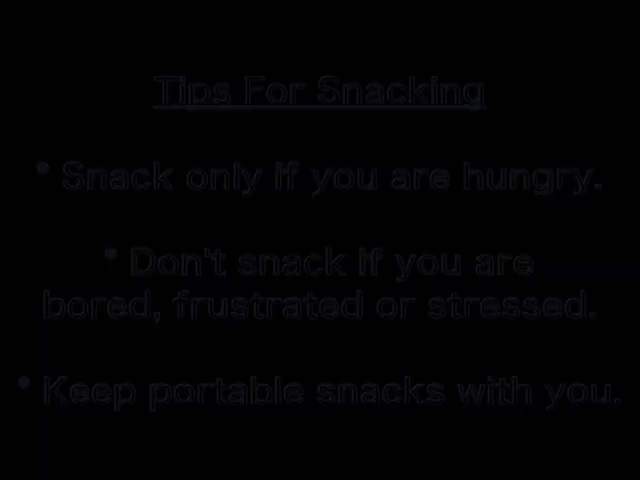 Tips For Snacking
• Snack only if you are hungry.
• Don't snack if you are
bored, frustrated or stressed.
• Keep portable snacks with you.